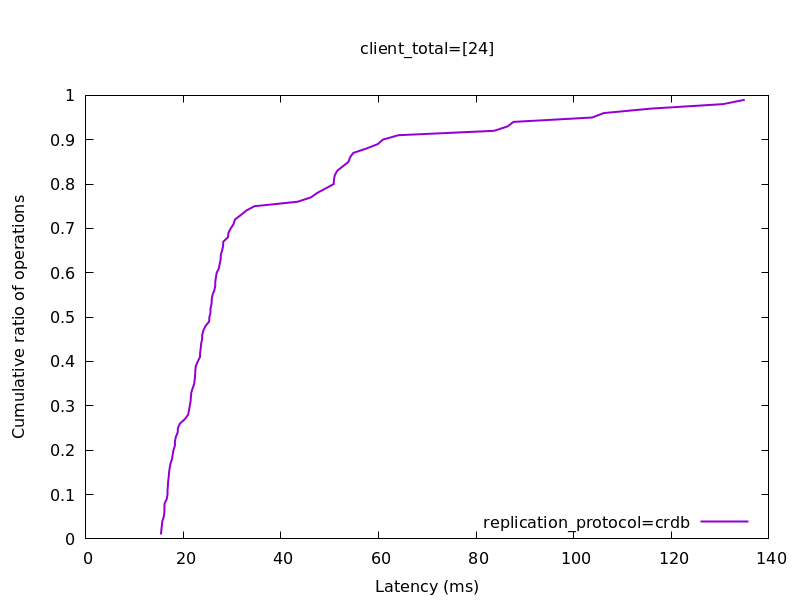 client_total=[24]
1
0.9
0.8
0.7
0.6
0.5
0.4
0.3
0.2
0.1
0
Cumulative ratio of operations
replication_protocol=crdb
0 20 40 60 80 100 120 140
Latency (ms)